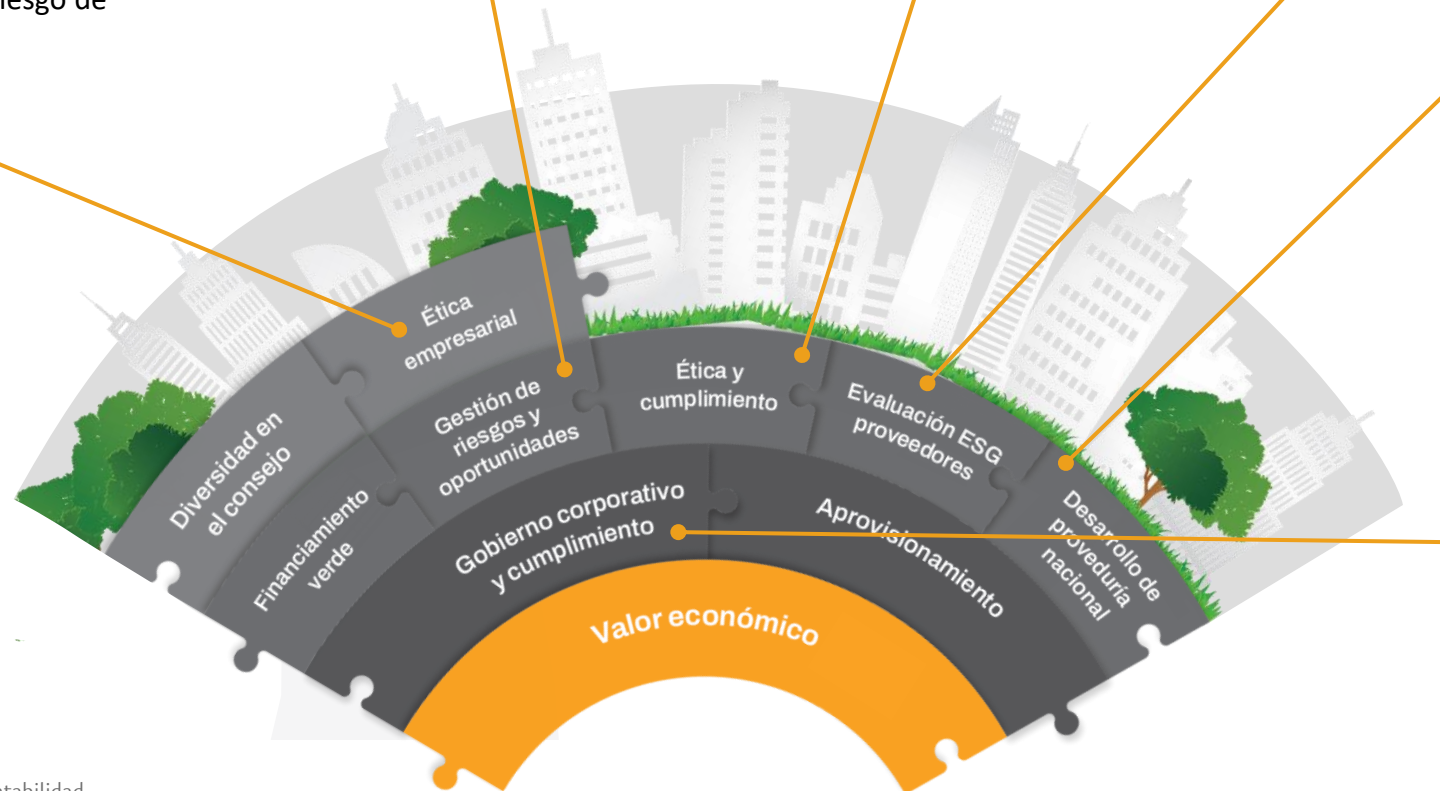 riesgo de
Ética
empresarial
Gestión de
riesgos y
oportunidades
Ética y
cumplimiento
Evaluación ESG
proveedores
Diversidad en
el consejo
Financiamiento
verde
Gobierno corporativo
y cumplimiento
Aprovisionamiento
Desarrollo de
proveduría
nacional
Valor económico